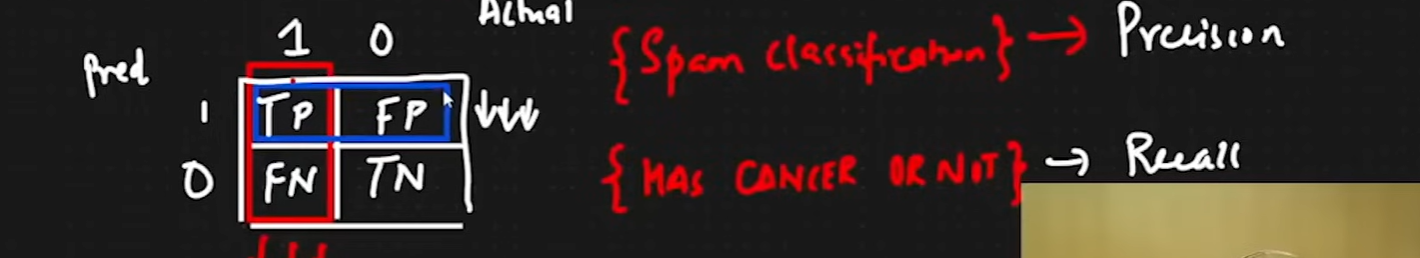 Actual
1 0
Pred
1 TP FP
0 FN TN
{Spam classification} → Precision
{HAS CANCER OR NOT} → Recall